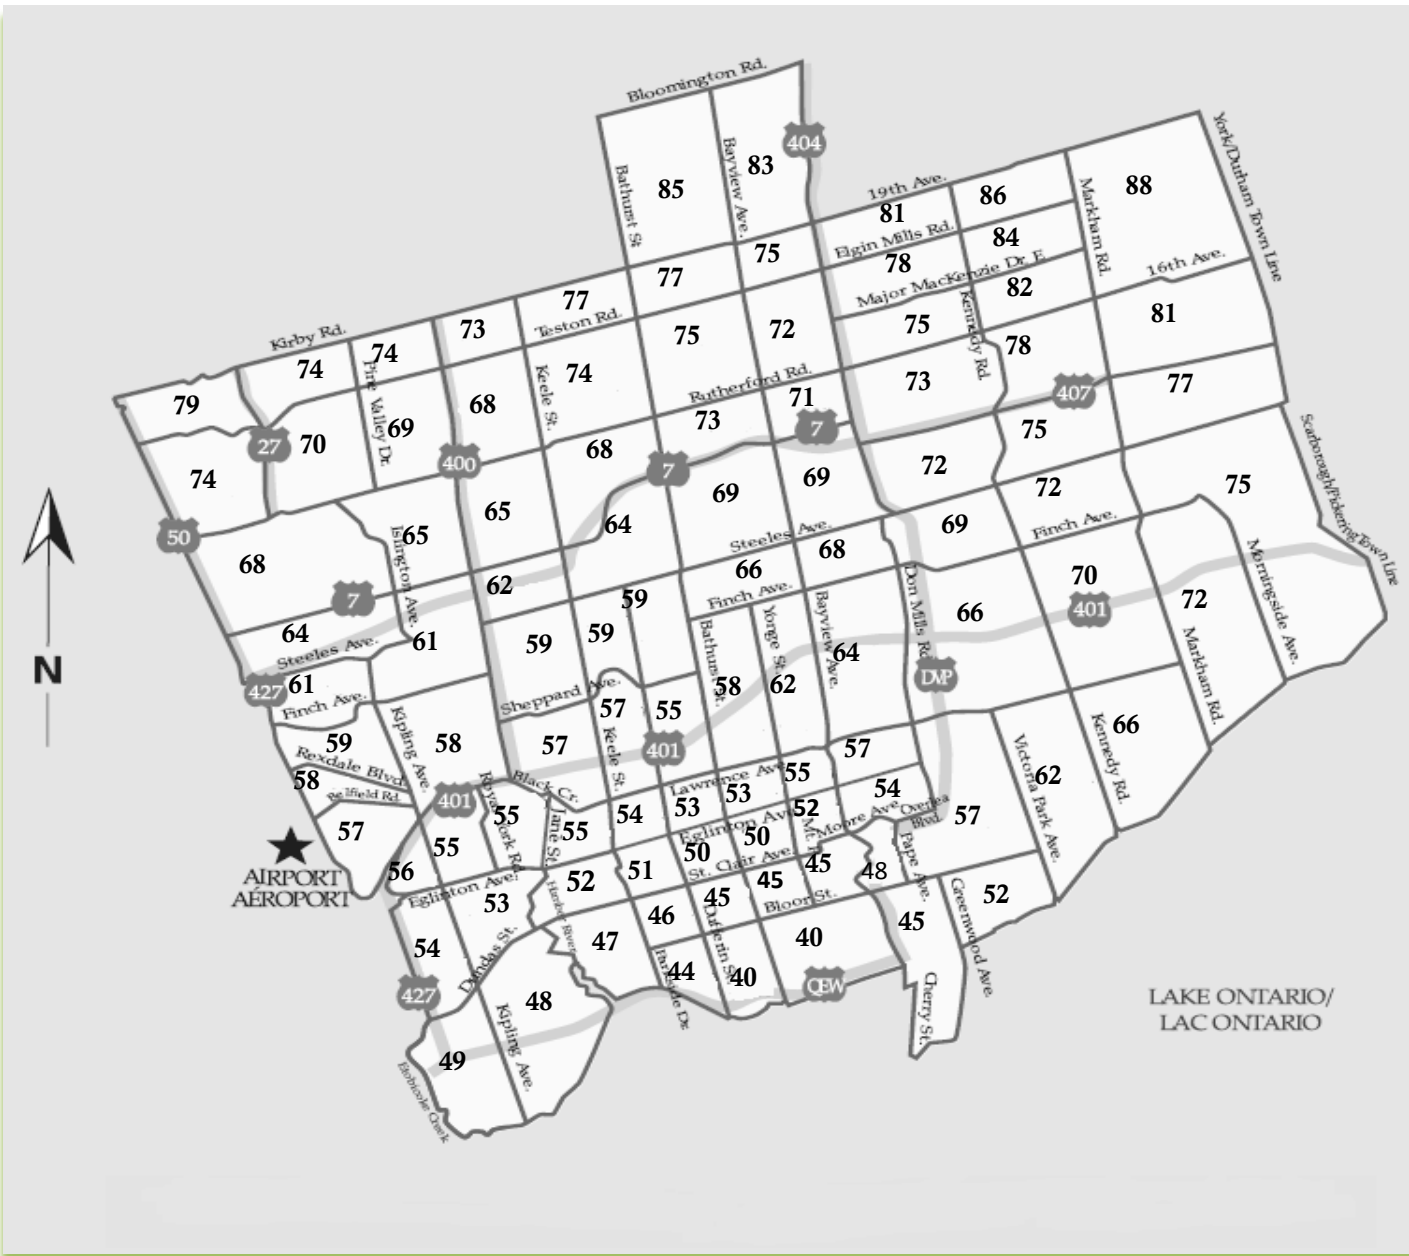 Bloomington Rd.
404
York/Durham Town Line
83
Bathurst St
Bayview Ave.
85
19th Ave.
86
88
Markham Rd.
81
Elgin Mills Rd.
84
75
78
Major MacKenzie Dr. E.
16th Ave.
77
82
77
Teston Rd.
Kennedy Rd.
81
Kirby Rd.
73
75
72
75
78
74
74
Pine Valley Dr.
Keele St.
74
Rutherford Rd.
73
77
79
68
71
407
69
73
7
75
27
70
68
400
7
72
74
69
69
72
75
65
64
Scarborough/Pickering Town Line
50
Islington Ave.
65
Steeles Ave.
69
Finch Ave.
68
68
66
Don Mills Rd.
70
Morningside Ave.
7
62
59
Finch Ave.
66
401
72
64
Steeles Ave.
61
59
59
Bathurst St.
Yonge St.
Bayview Ave.
64
Markham Rd.
N
427
61
Finch Ave.
Sheppard Ave.
58
62
DVP
57
55
Kipling Ave.
59
58
57
Keele St.
401
57
Victoria Park Ave.
Kennedy Rd.
66
Rexdale Blvd.
58
Belfield Rd.
401
Royal York Rd.
Black Cr.
Lawrence Ave.
55
54
62
57
55
Jane St.
55
54
53
53
52
Overlea
Blvd.
57
Eglinton Ave.
50
Moore Ave.
Mt. P
AIRPORT
AÉROPORT
55
56
51
50
St. Clair Ave.
45
48
Pape Ave.
Eglinton Ave.
53
52
45
45
Bloor St.
Greenwood Ave.
52
Humber River
46
Dufferin St.
45
54
Dundas St.
47
40
44
40
Parkside Dr.
QEW
Cherry St.
427
48
Kipling Ave.
LAKE ONTARIO/
LAC ONTARIO
49
Etobicoke Creek